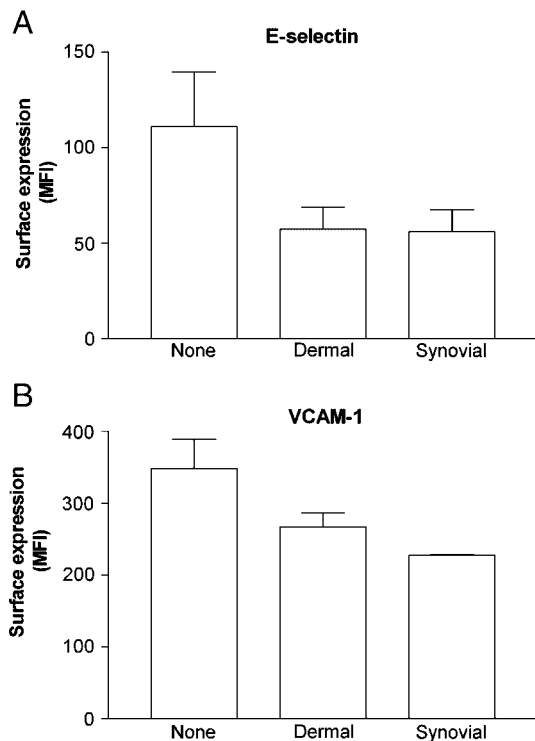 A
E-selectin
Surface expression
(MFI)
150
100
50
0
None Dermal Synovial
B
VCAM-1
Surface expression
(MFI)
400
300
200
100
0
None Dermal Synovial